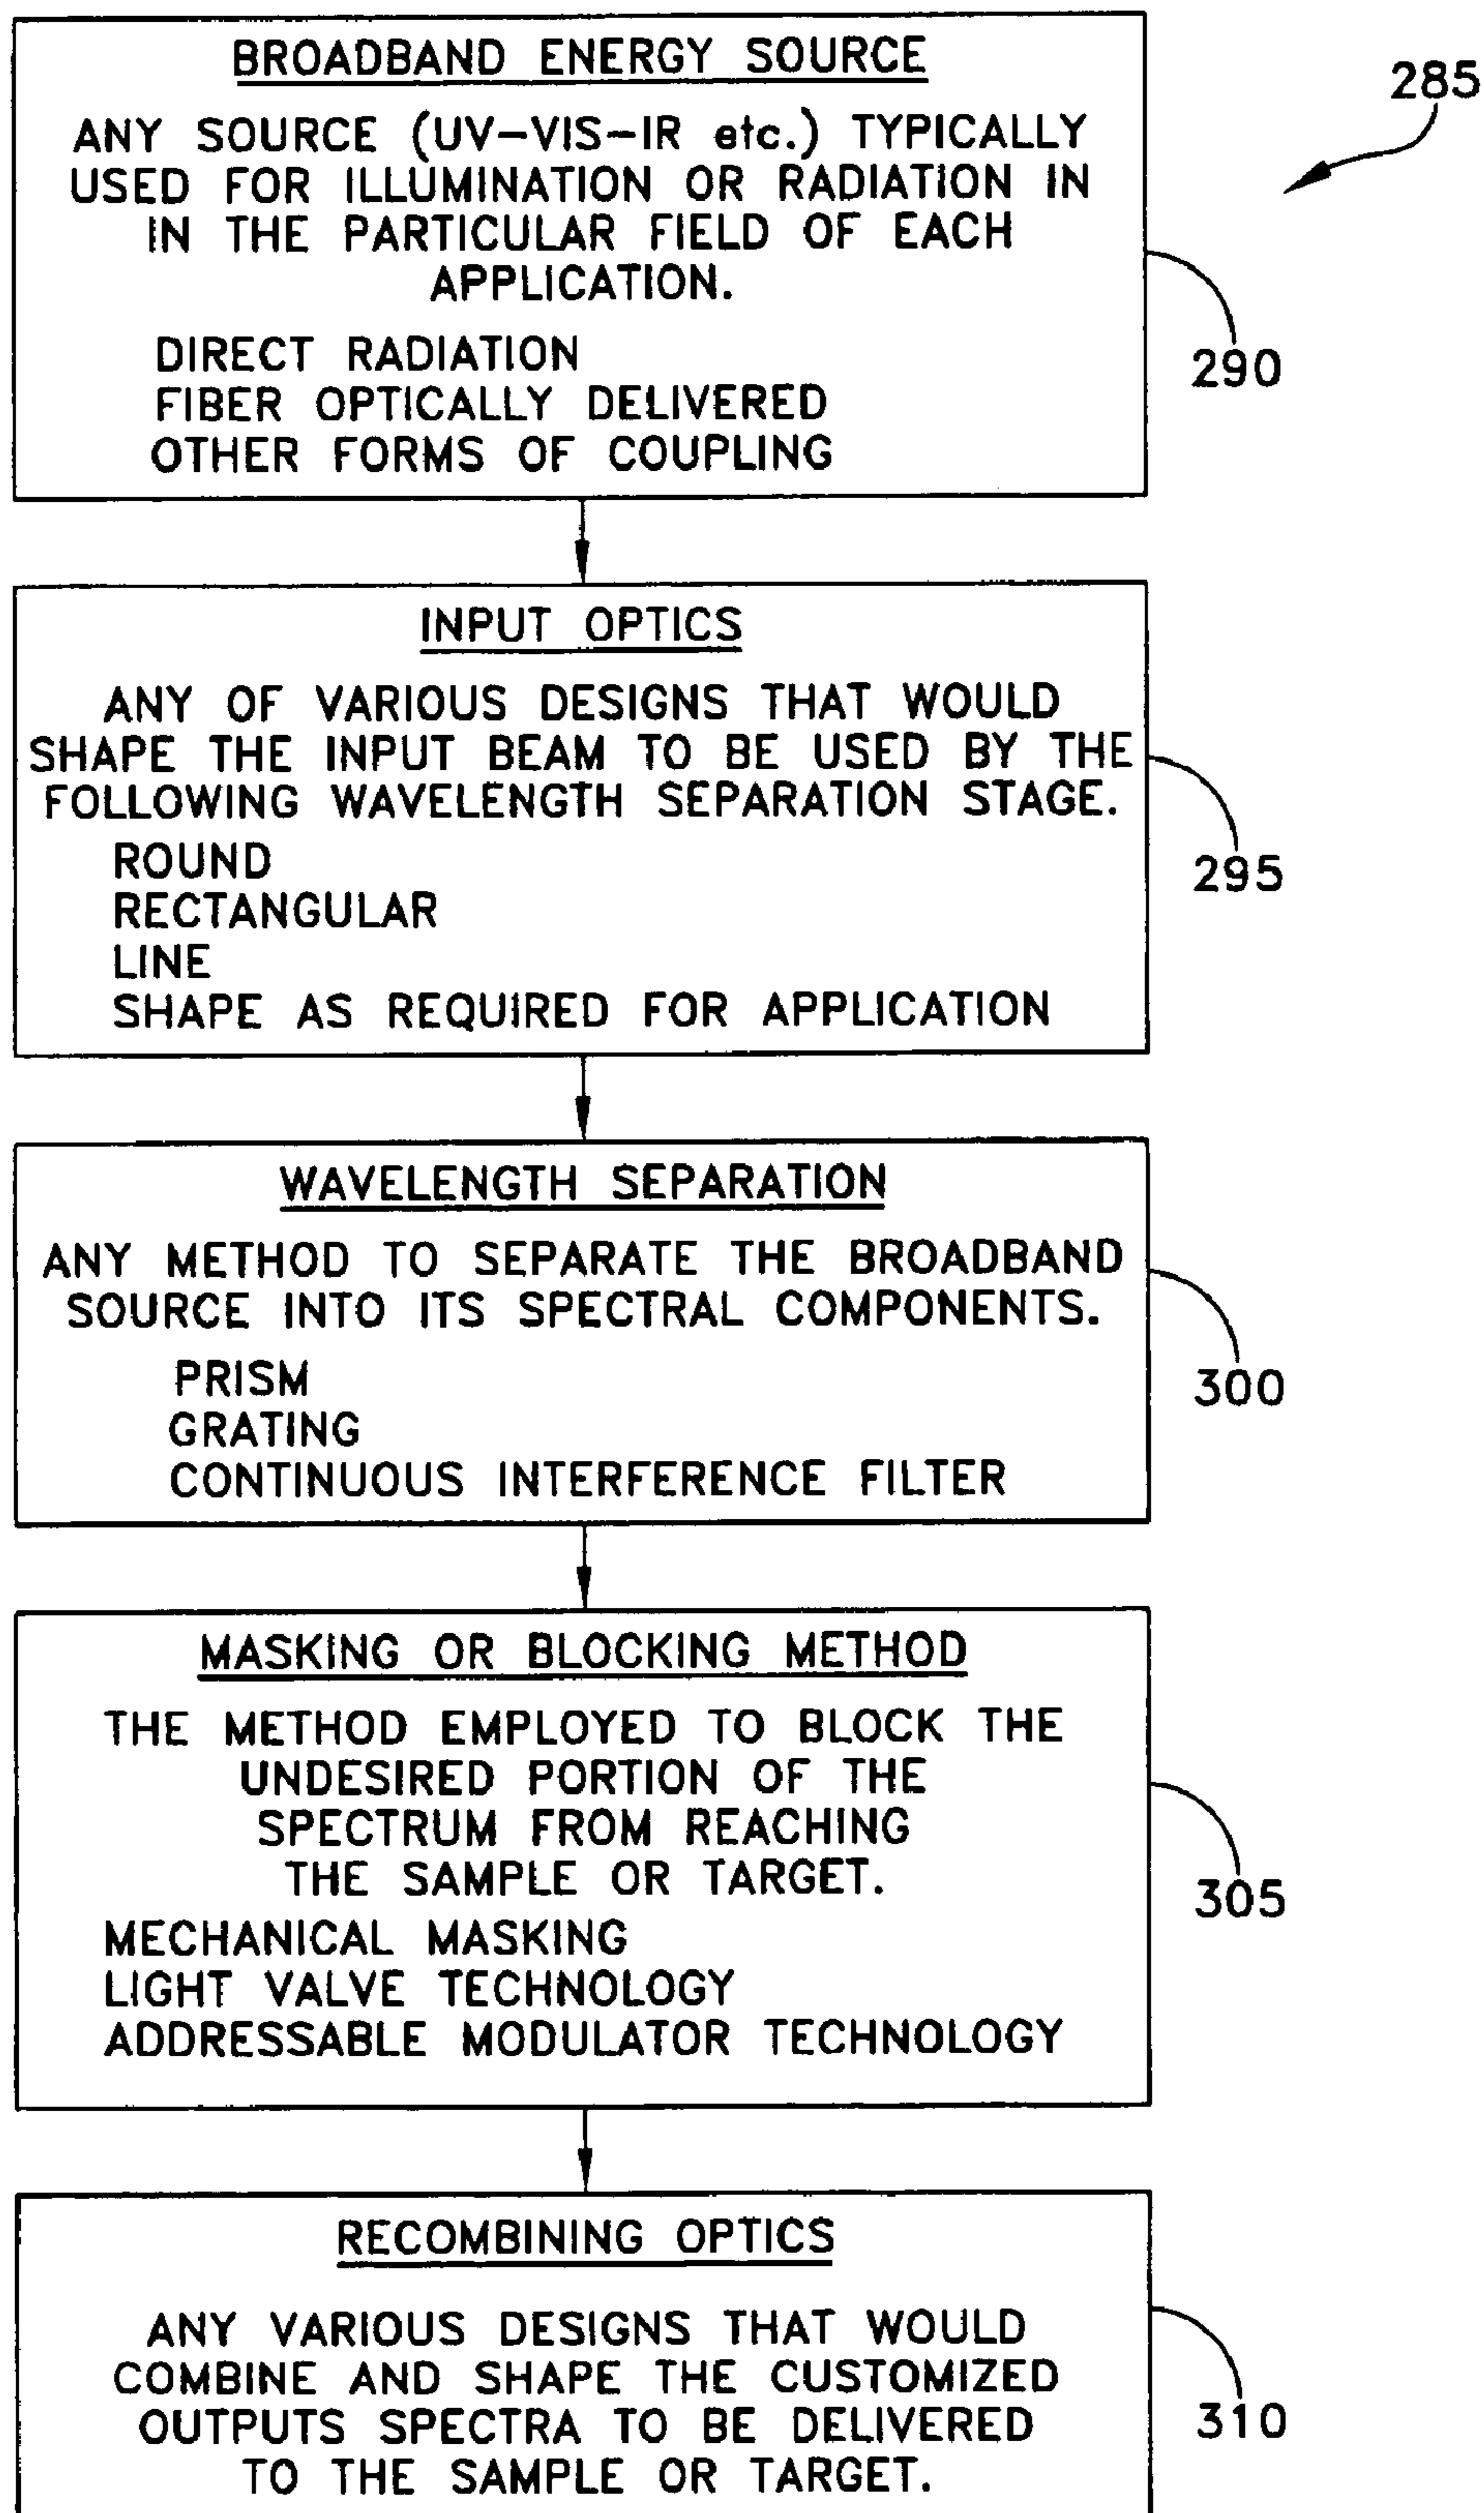 BROADBAND ENERGY SOURCE
ANY SOURCE (UV-VIS-IR etc.) TYPICALLY
USED FOR ILLUMINATION OR RADIATION IN
IN THE PARTICULAR FIELD OF EACH
APPLICATION.
DIRECT RADIATION
FIBER OPTICALLY DELIVERED
OTHER FORMS OF COUPLING
285
290
INPUT OPTICS
ANY OF VARIOUS DESIGNS THAT WOULD
SHAPE THE INPUT BEAM TO BE USED BY THE
FOLLOWING WAVELENGTH SEPARATION STAGE.
ROUND
RECTANGULAR
LINE
SHAPE AS REQUIRED FOR APPLICATION
295
WAVELENGTH SEPARATION
ANY METHOD TO SEPARATE THE BROADBAND
SOURCE INTO ITS SPECTRAL COMPONENTS.
PRISM
GRATING
CONTINUOUS INTERFERENCE FILTER
300
MASKING OR BLOCKING METHOD
THE METHOD EMPLOYED TO BLOCK THE
UNDESIRED PORTION OF THE
SPECTRUM FROM REACHING
THE SAMPLE OR TARGET.
MECHANICAL MASKING
LIGHT VALVE TECHNOLOGY
ADDRESSABLE MODULATOR TECHNOLOGY
305
RECOMBINING OPTICS
ANY VARIOUS DESIGNS THAT WOULD
COMBINE AND SHAPE THE CUSTOMIZED
OUTPUTS SPECTRA TO BE DELIVERED
TO THE SAMPLE OR TARGET.
310